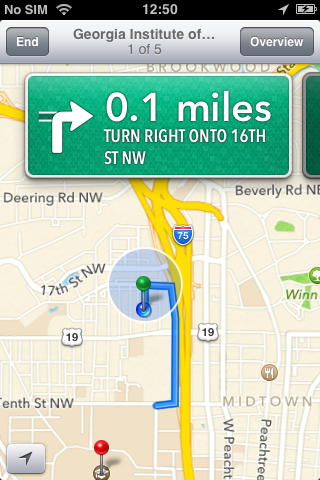 No SIM 12:50
End Georgia Institute of… Overview
1 of 5
BROOKWOOD
0.1 miles
TURN RIGHT ONTO 16TH
ST NW
Deering Rd NW
Beverly Rd NE
75
17th St NW
Winn
19
19
Tenth St NW
MIDTOWN
W Peach
Peachtree